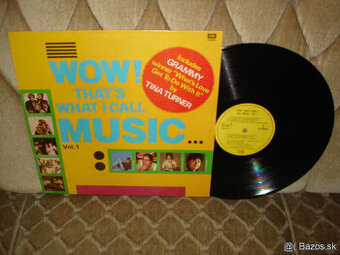 WOW!
THAT'S
WHAT I CALL
MUSIC...
Vol. 1
Includes
GRAMMY
winner "What's Love
Got To Do With it"
by
TINA TURNER
EMI
© Bazos.sk